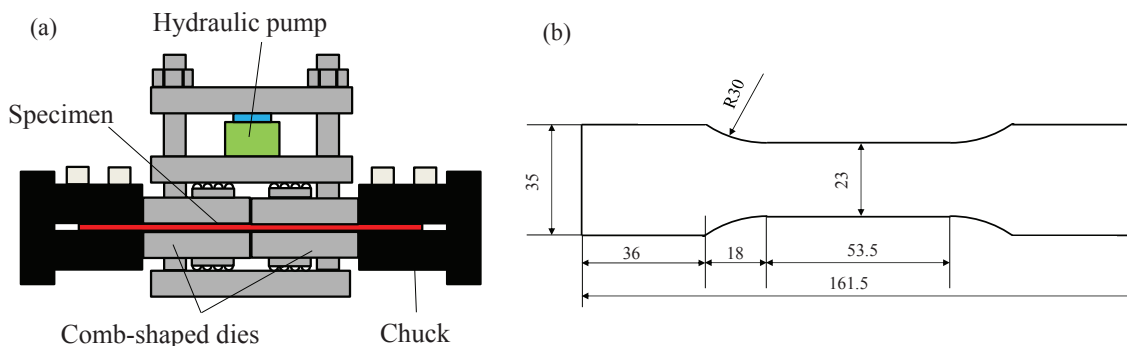 (a)
Hydraulic pump
Specimen
Comb-shaped dies
Chuck
(b)
R30
35
23
36
18
53.5
161.5